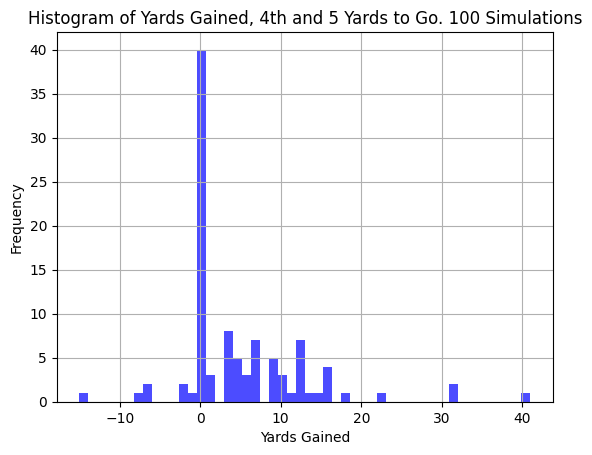 Histogram of Yards Gained, 4th and 5 Yards to Go. 100 Simulations
40
35
30
25
20
15
10
5
0
Frequency
−10 0 10 20 30 40
Yards Gained